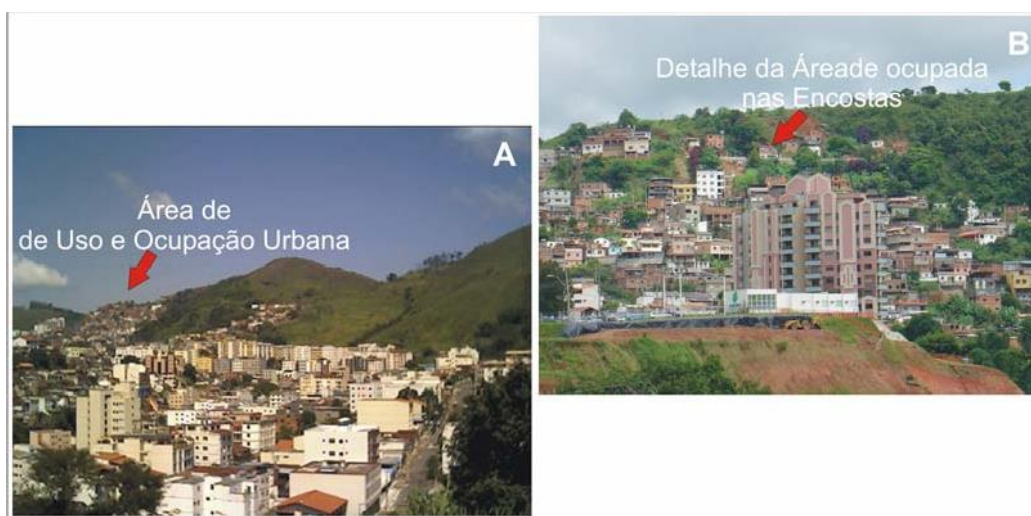 A
Área de
de Uso e Ocupação Urbana
B
Detalhe da Áreade ocupada
nas Encostas